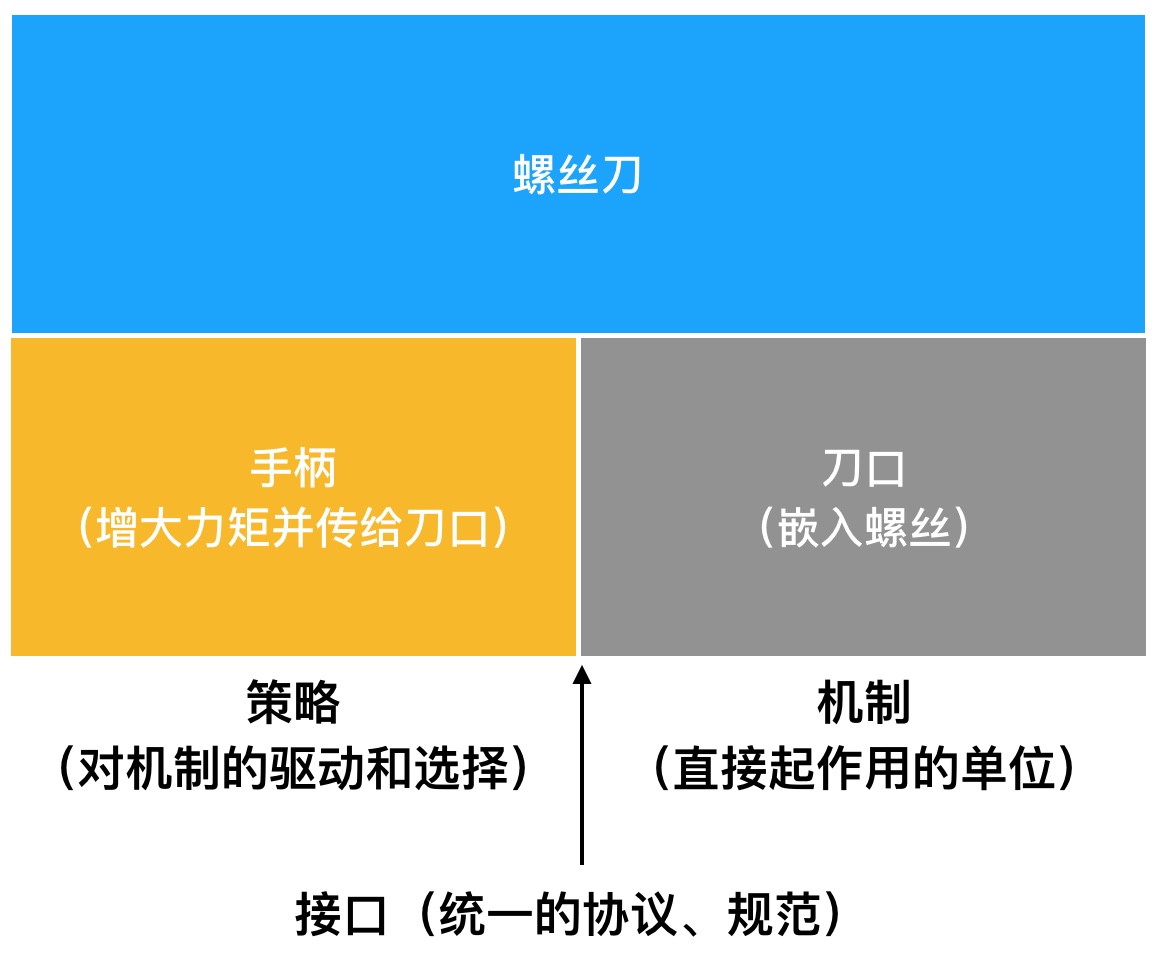 螺丝刀
手柄
（增大力矩并传给刀口）
刀口
（嵌入螺丝）
策略
（对机制的驱动和选择）
机制
（直接起作用的单位）
接口（统一的协议、规范）